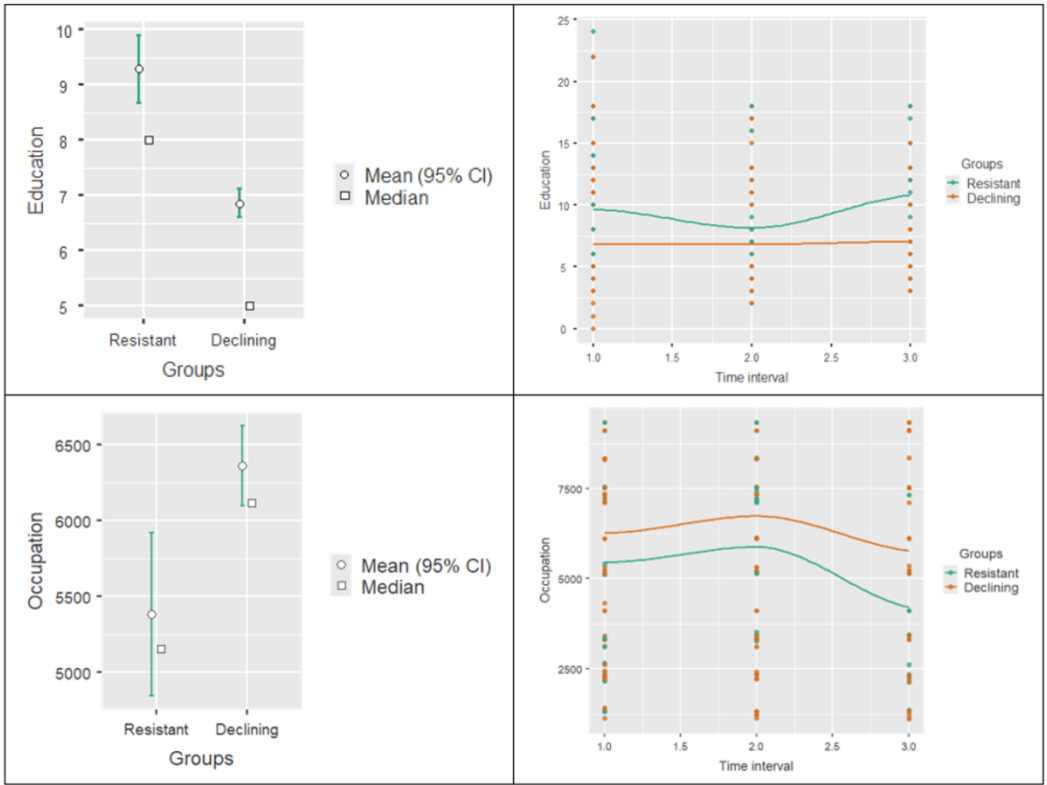 10
9
8
7
6
5
Education
Resistant Declining
Groups
Mean (95% CI)
Median
25
20
15
10
5
0
Education
1.0 1.5 2.0 2.5 3.0
Time interval
Groups
Resistant
Declining
6500
6000
5500
5000
Occupation
Resistant Declining
Groups
Mean (95% CI)
Median
7500
5000
2500
Occupation
1.0 1.5 2.0 2.5 3.0
Time interval
Groups
Resistant
Declining